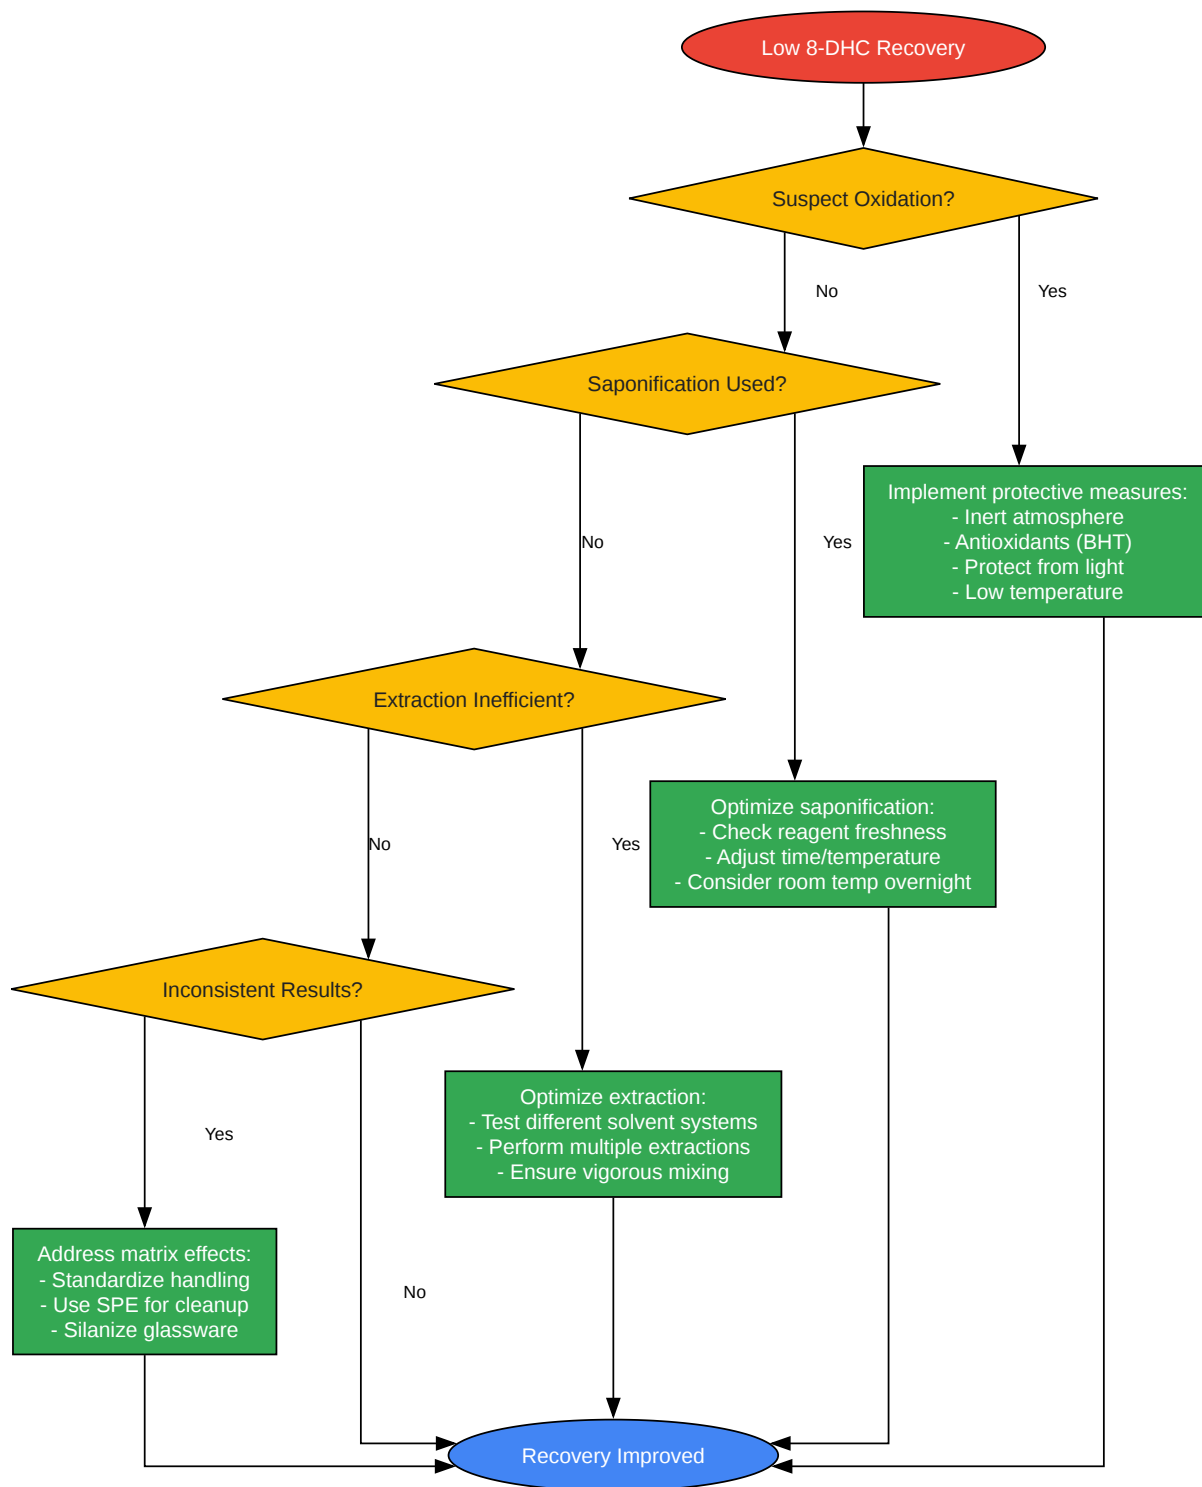 Low 8-DHC Recovery
Suspect Oxidation?
No
Yes
Saponification Used?
No
Yes
Implement protective measures:
- Inert atmosphere
- Antioxidants (BHT)
- Protect from light
- Low temperature
Extraction Inefficient?
No
Yes
Optimize saponification:
- Check reagent freshness
- Adjust time/temperature
- Consider room temp overnight
Inconsistent Results?
Yes
No
Optimize extraction:
- Test different solvent systems
- Perform multiple extractions
- Ensure vigorous mixing
Address matrix effects:
- Standardize handling
- Use SPE for cleanup
- Silanize glassware
Recovery Improved